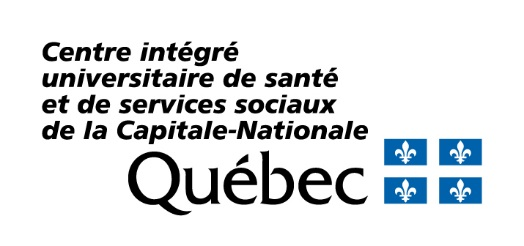 Centre intégré
universitaire de santé
et de services sociaux
de la Capitale-Nationale
Québec